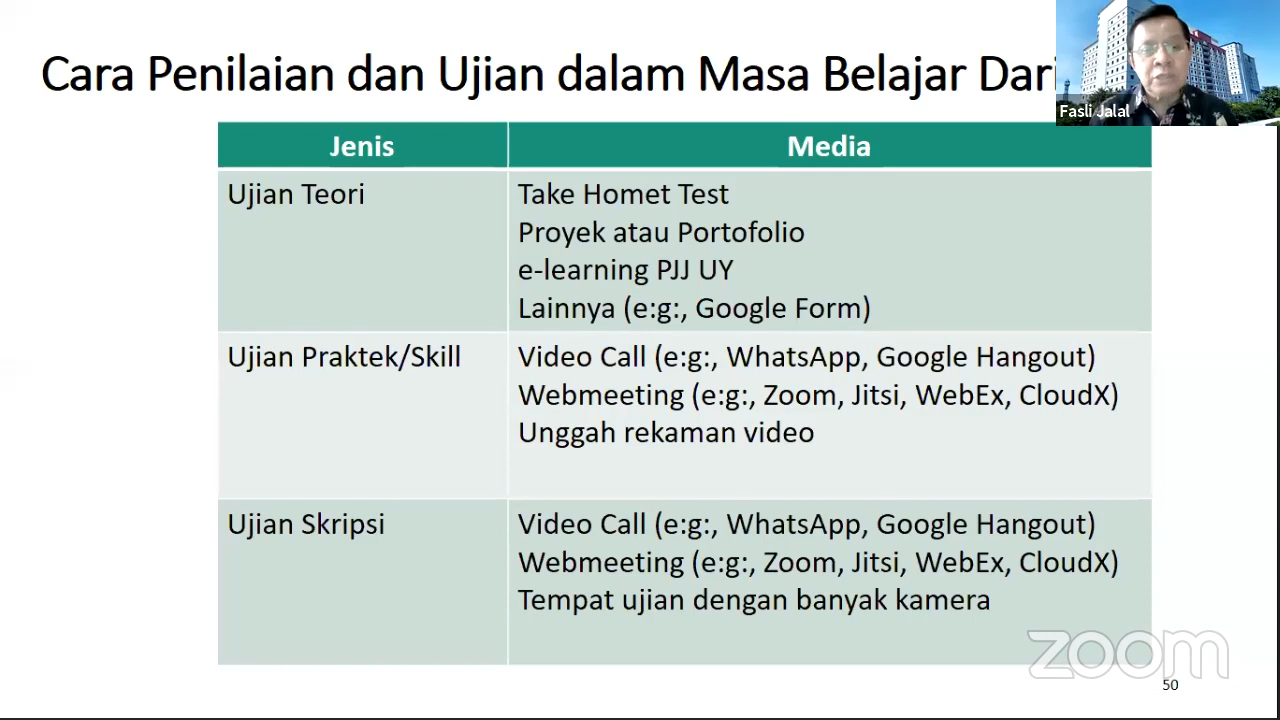 Cara Penilaian dan Ujian dalam Masa Belajar Dari
Fasli Jalal
Jenis
Media
Ujian Teori
Take Homet Test
Proyek atau Portofolio
e-learning PJJ UY
Lainnya (e:g:, Google Form)
Ujian Praktek/Skill
Video Call (e:g:, WhatsApp, Google Hangout)
Webmeeting (e:g:, Zoom, Jitsi, WebEx, CloudX)
Unggah rekaman video
Ujian Skripsi
Video Call (e:g:, WhatsApp, Google Hangout)
Webmeeting (e:g:, Zoom, Jitsi, WebEx, CloudX)
Tempat ujian dengan banyak kamera
zoom
50